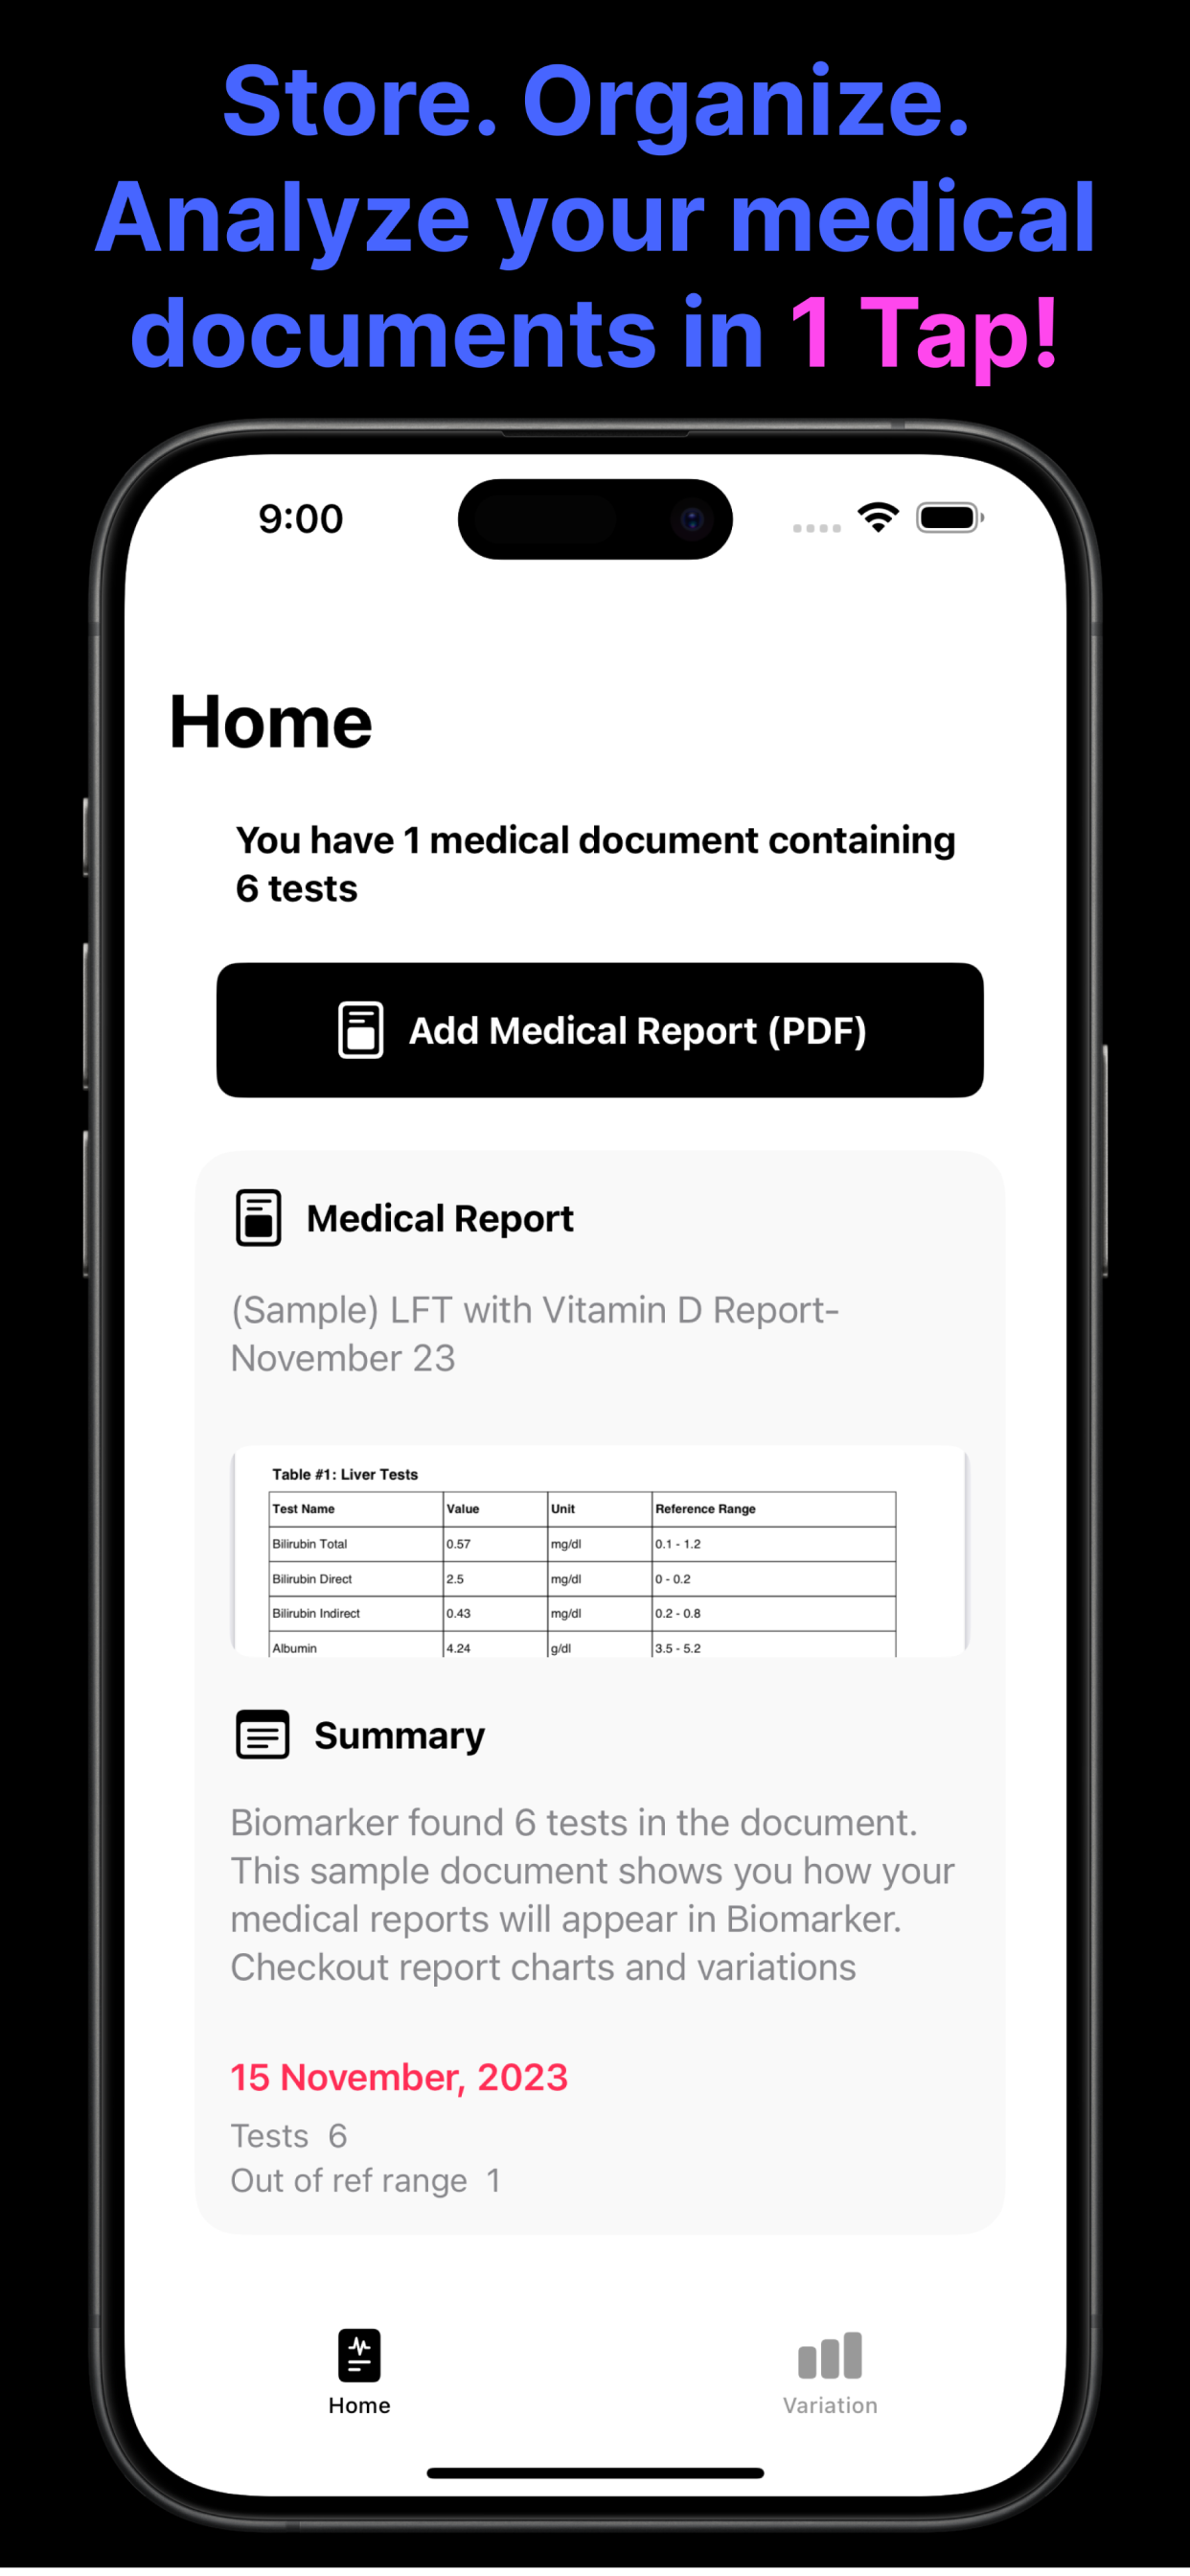 Store. Organize.
Analyze your medical
documents in 1 Tap!
9:00
Home
You have 1 medical document containing
6 tests
Add Medical Report (PDF)
Medical Report
(Sample) LFT with Vitamin D Report-
November 23
Table #1: Liver Tests
Test Name Value Unit Reference Range
Bilirubin Total 0.57 mg/dl 0.1 - 1.2
Bilirubin Direct 2.5 mg/dl 0 - 0.2
Bilirubin Indirect 0.43 mg/dl 0.2 - 0.8
Albumin 4.24 g/dl 3.5 - 5.2
Summary
Biomarker found 6 tests in the document.
This sample document shows you how your
medical reports will appear in Biomarker.
Checkout report charts and variations
15 November, 2023
Tests 6
Out of ref range 1
Home Variation